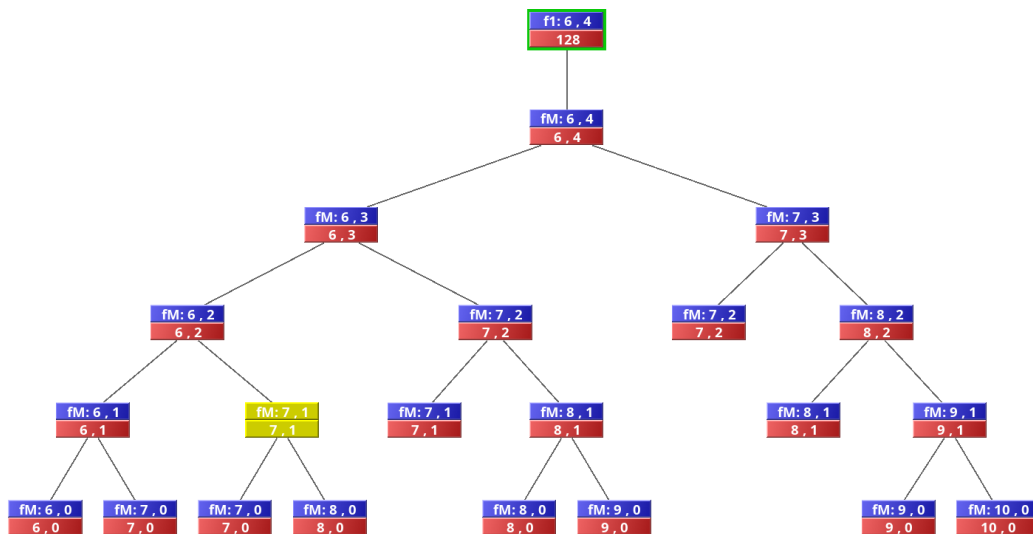 f1: 6 , 4
128
fM: 6 , 4
6 , 4
fM: 6 , 3
6 , 3
fM: 7 , 3
7 , 3
fM: 6 , 2
6 , 2
fM: 7 , 2
7 , 2
fM: 7 , 2
7 , 2
fM: 8 , 2
8 , 2
fM: 6 , 1
6 , 1
fM: 7 , 1
7 , 1
fM: 7 , 1
7 , 1
fM: 8 , 1
8 , 1
fM: 8 , 1
8 , 1
fM: 9 , 1
9 , 1
fM: 6 , 0
6 , 0
fM: 7 , 0
7 , 0
fM: 7 , 0
7 , 0
fM: 8 , 0
8 , 0
fM: 8 , 0
8 , 0
fM: 9 , 0
9 , 0
fM: 9 , 0
9 , 0
fM: 10 , 0
10 , 0